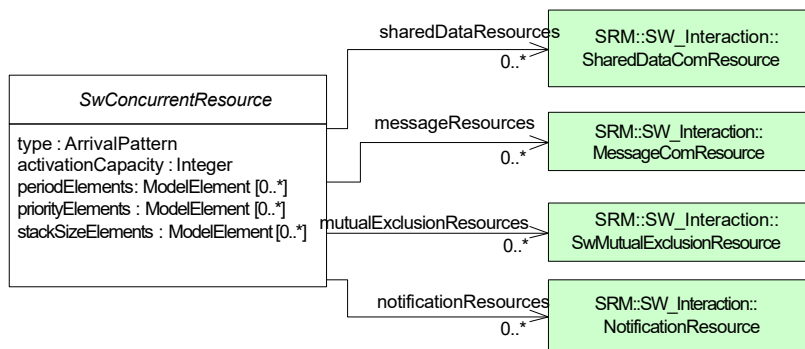 SwConcurrentResource
type : ArrivalPattern
activationCapacity : Integer
periodElements: ModelElement [0..*]
priorityElements : ModelElement [0..*]
stackSizeElements : ModelElement [0..*]
sharedDataResources
0..*
SRM::SW_Interaction::
SharedDataComResource
messageResources
0..*
SRM::SW_Interaction::
MessageComResource
mutualExclusionResources
0..*
SRM::SW_Interaction::
SwMutualExclusionResource
notificationResources
0..*
SRM::SW_Interaction::
NotificationResource